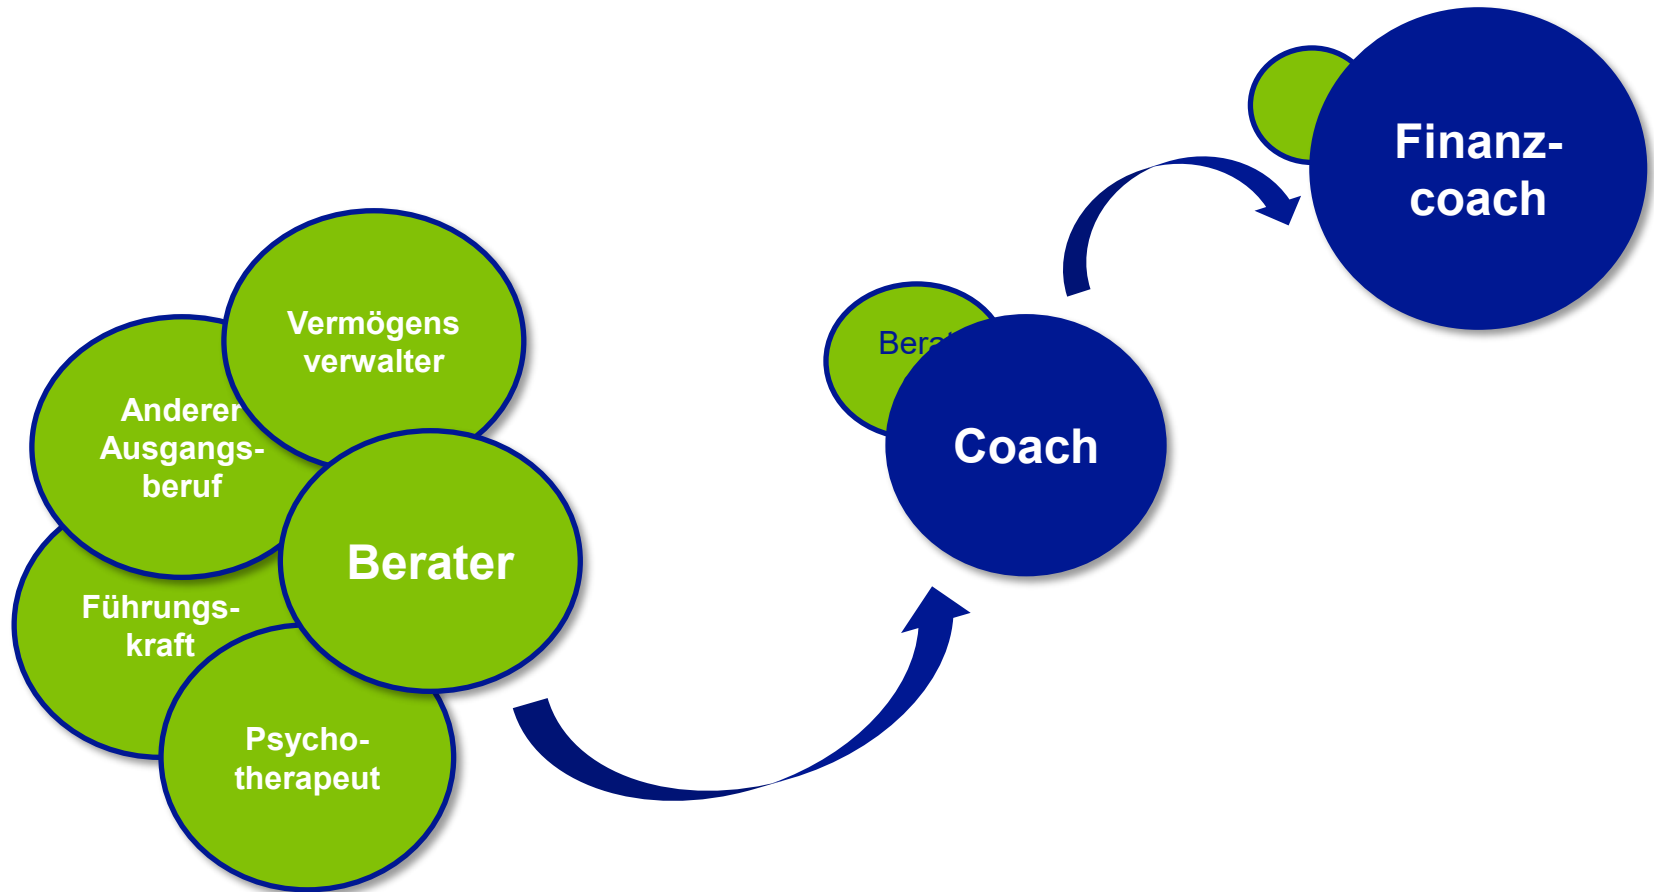 Finanz-
coach
Vermögens
verwalter
Anderer
Ausgangs-
beruf
Berater
Führungs-
kraft
Psycho-
therapeut
Coach